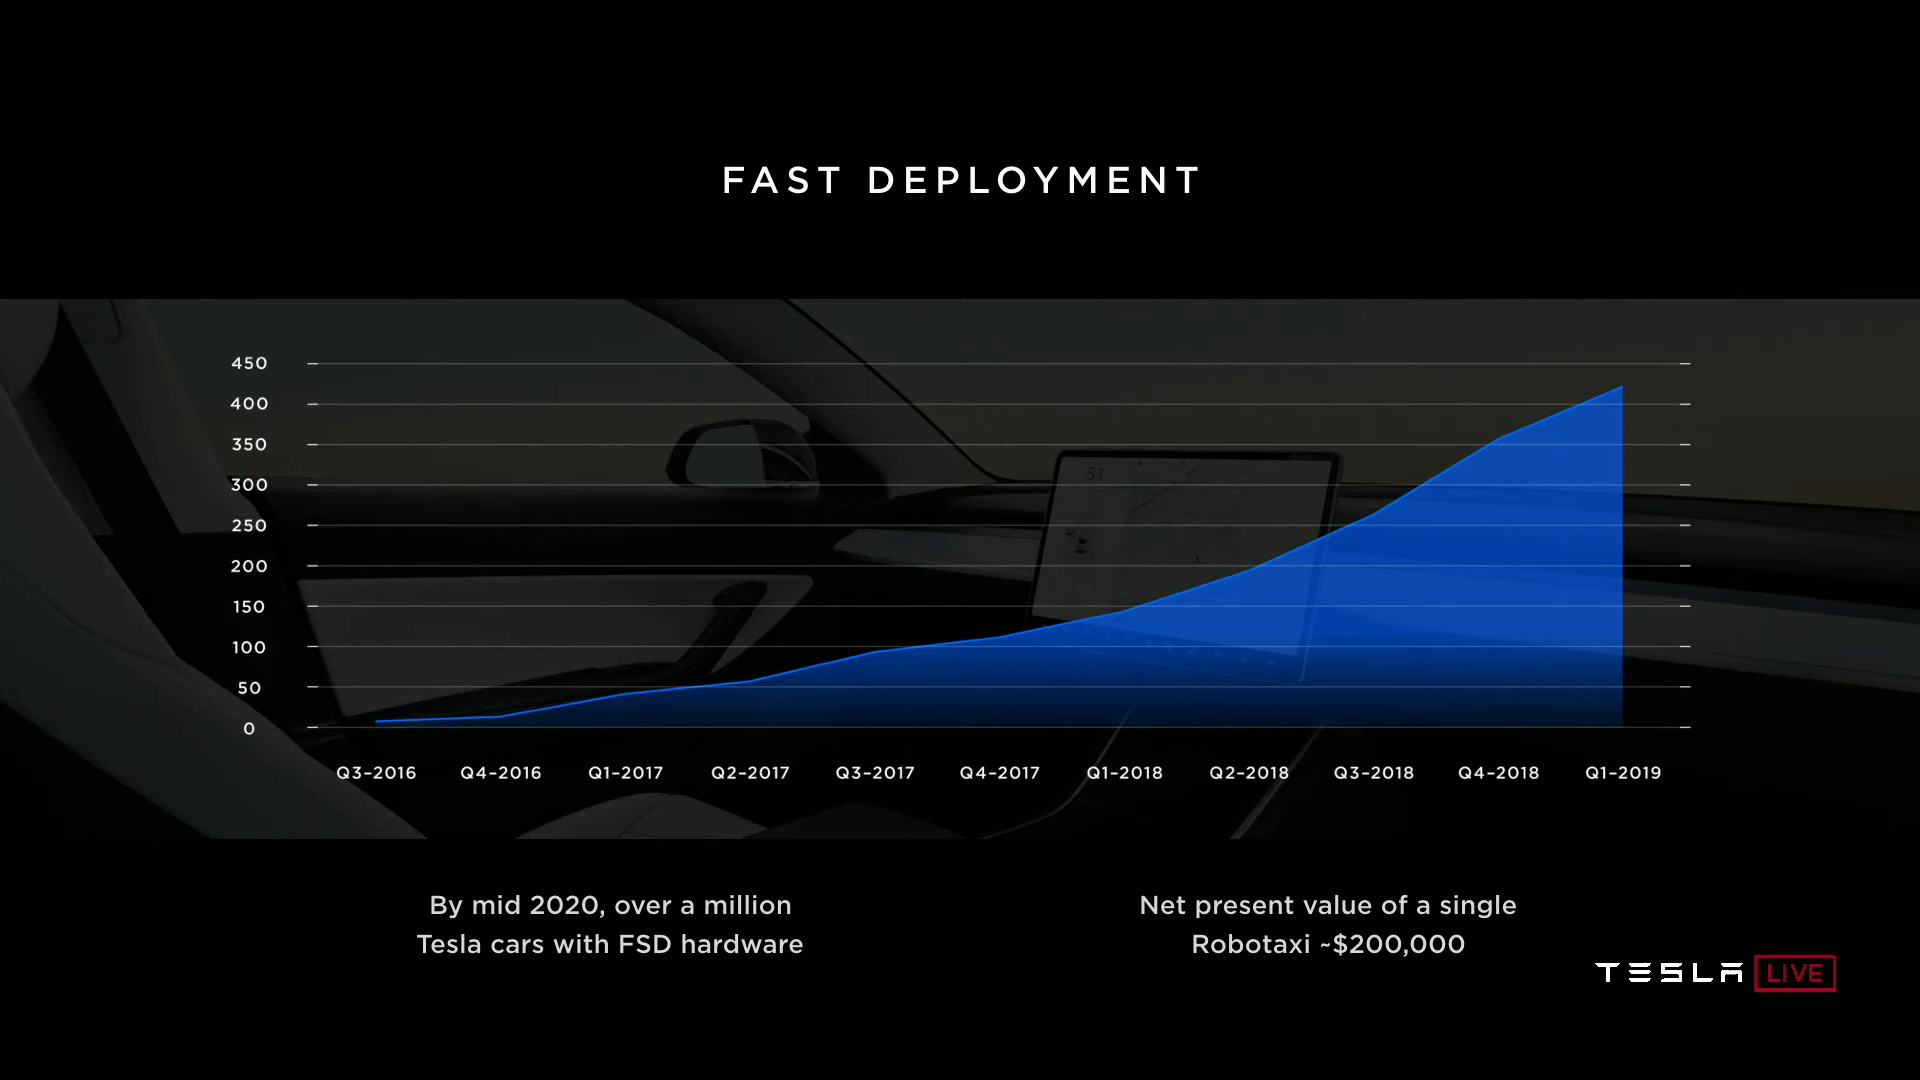 FAST DEPLOYMENT
450
400
350
300
250
200
150
100
50
0
51
Q3-2016 Q4-2016 Q1-2017 Q2-2017 Q3-2017 Q4-2017 Q1-2018 Q2-2018 Q3-2018 Q4-2018 Q1-2019
By mid 2020, over a million
Tesla cars with FSD hardware
Net present value of a single
Robotaxi ~$200,000
TESLA LIVE